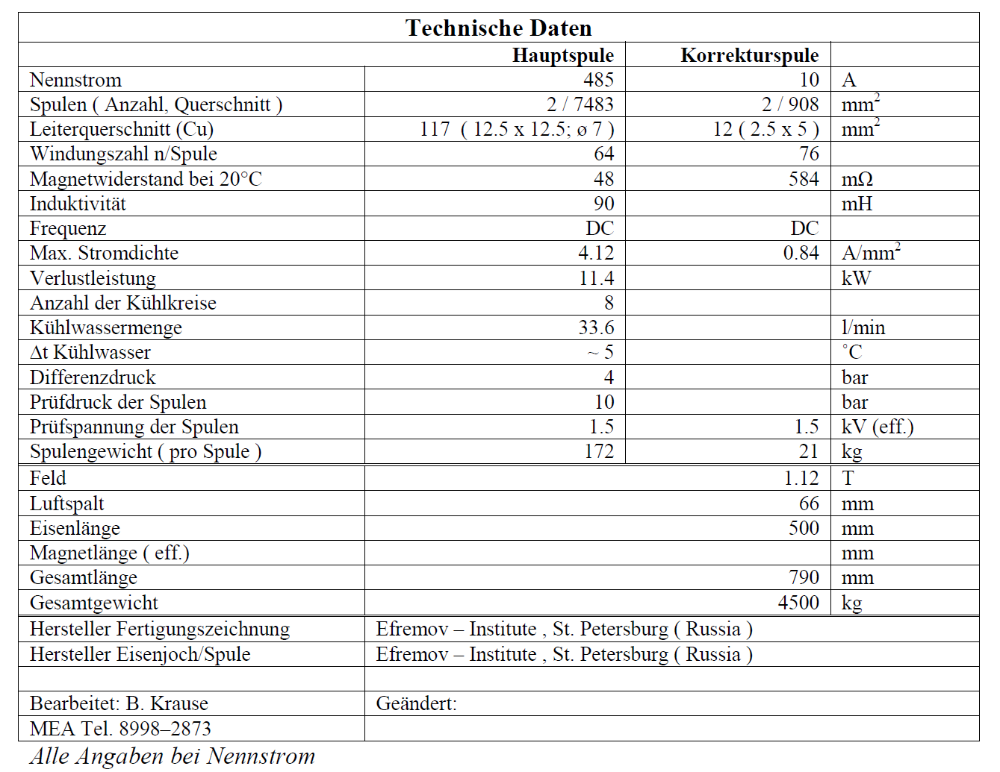 Technische Daten
Hauptspule Korrekturspule
Nennstrom 485 10 A
Spulen ( Anzahl, Querschnitt ) 2 / 7483 2 / 908 mm²
Leiterquerschnitt (Cu) 117 ( 12.5 x 12.5; ø 7 ) 12 ( 2.5 x 5 ) mm²
Windungszahl n/Spule 64 76
Magnetwiderstand bei 20°C 48 584 mΩ
Induktivität 90 mH
Frequenz DC DC
Max. Stromdichte 4.12 0.84 A/mm²
Verlustleistung 11.4 kW
Anzahl der Kühlkreise 8
Kühlwassermenge 33.6 l/min
Δt Kühlwasser ~ 5 °C
Differenzdruck 4 bar
Prüfdruck der Spulen 10 bar
Prüfspannung der Spulen 1.5 1.5 kV (eff.)
Spulengewicht ( pro Spule ) 172 21 kg
Feld 1.12 T
Luftspalt 66 mm
Eisenlänge 500 mm
Magnetlänge ( eff.) mm
Gesamtlänge 790 mm
Gesamtgewicht 4500 kg
Hersteller Fertigungszeichnung Efremov – Institute , St. Petersburg ( Russia )
Hersteller Eisenjoch/Spule Efremov – Institute , St. Petersburg ( Russia )
Bearbeitet: B. Krause Geändert:
MEA Tel. 8998–2873
Alle Angaben bei Nennstrom